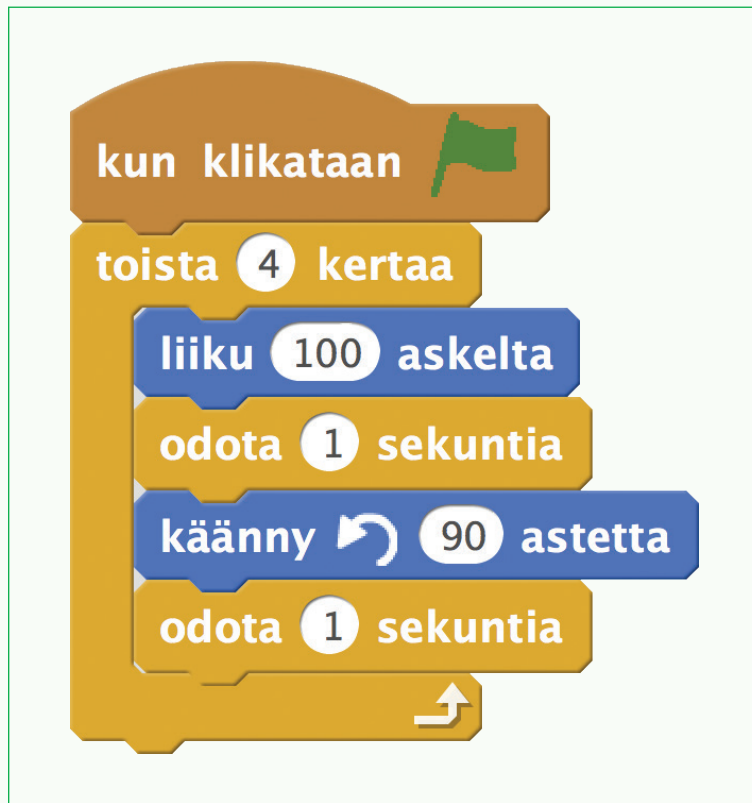 kun klikataan
toista 4 kertaa
liiku 100 askelta
odota 1 sekuntia
käänny 90 astetta
odota 1 sekuntia